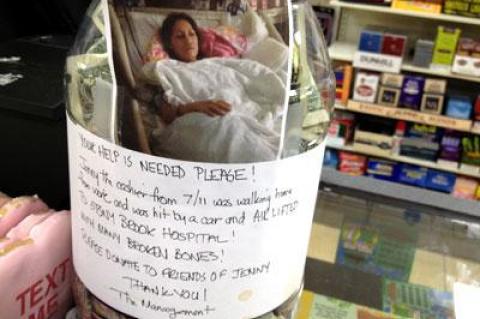 YOUR HELP IS NEEDED PLEASE!
Jenny the cashier from 7/11 was walking home
from work and was hit by a car and AIR LIFTED
TO STONY BROOK HOSPITAL!
WITH MANY BROKEN BONES!
PLEASE DONATE TO FRIENDS OF JENNY
THANK YOU!
The Management
TEXT
ME
DUNHILL